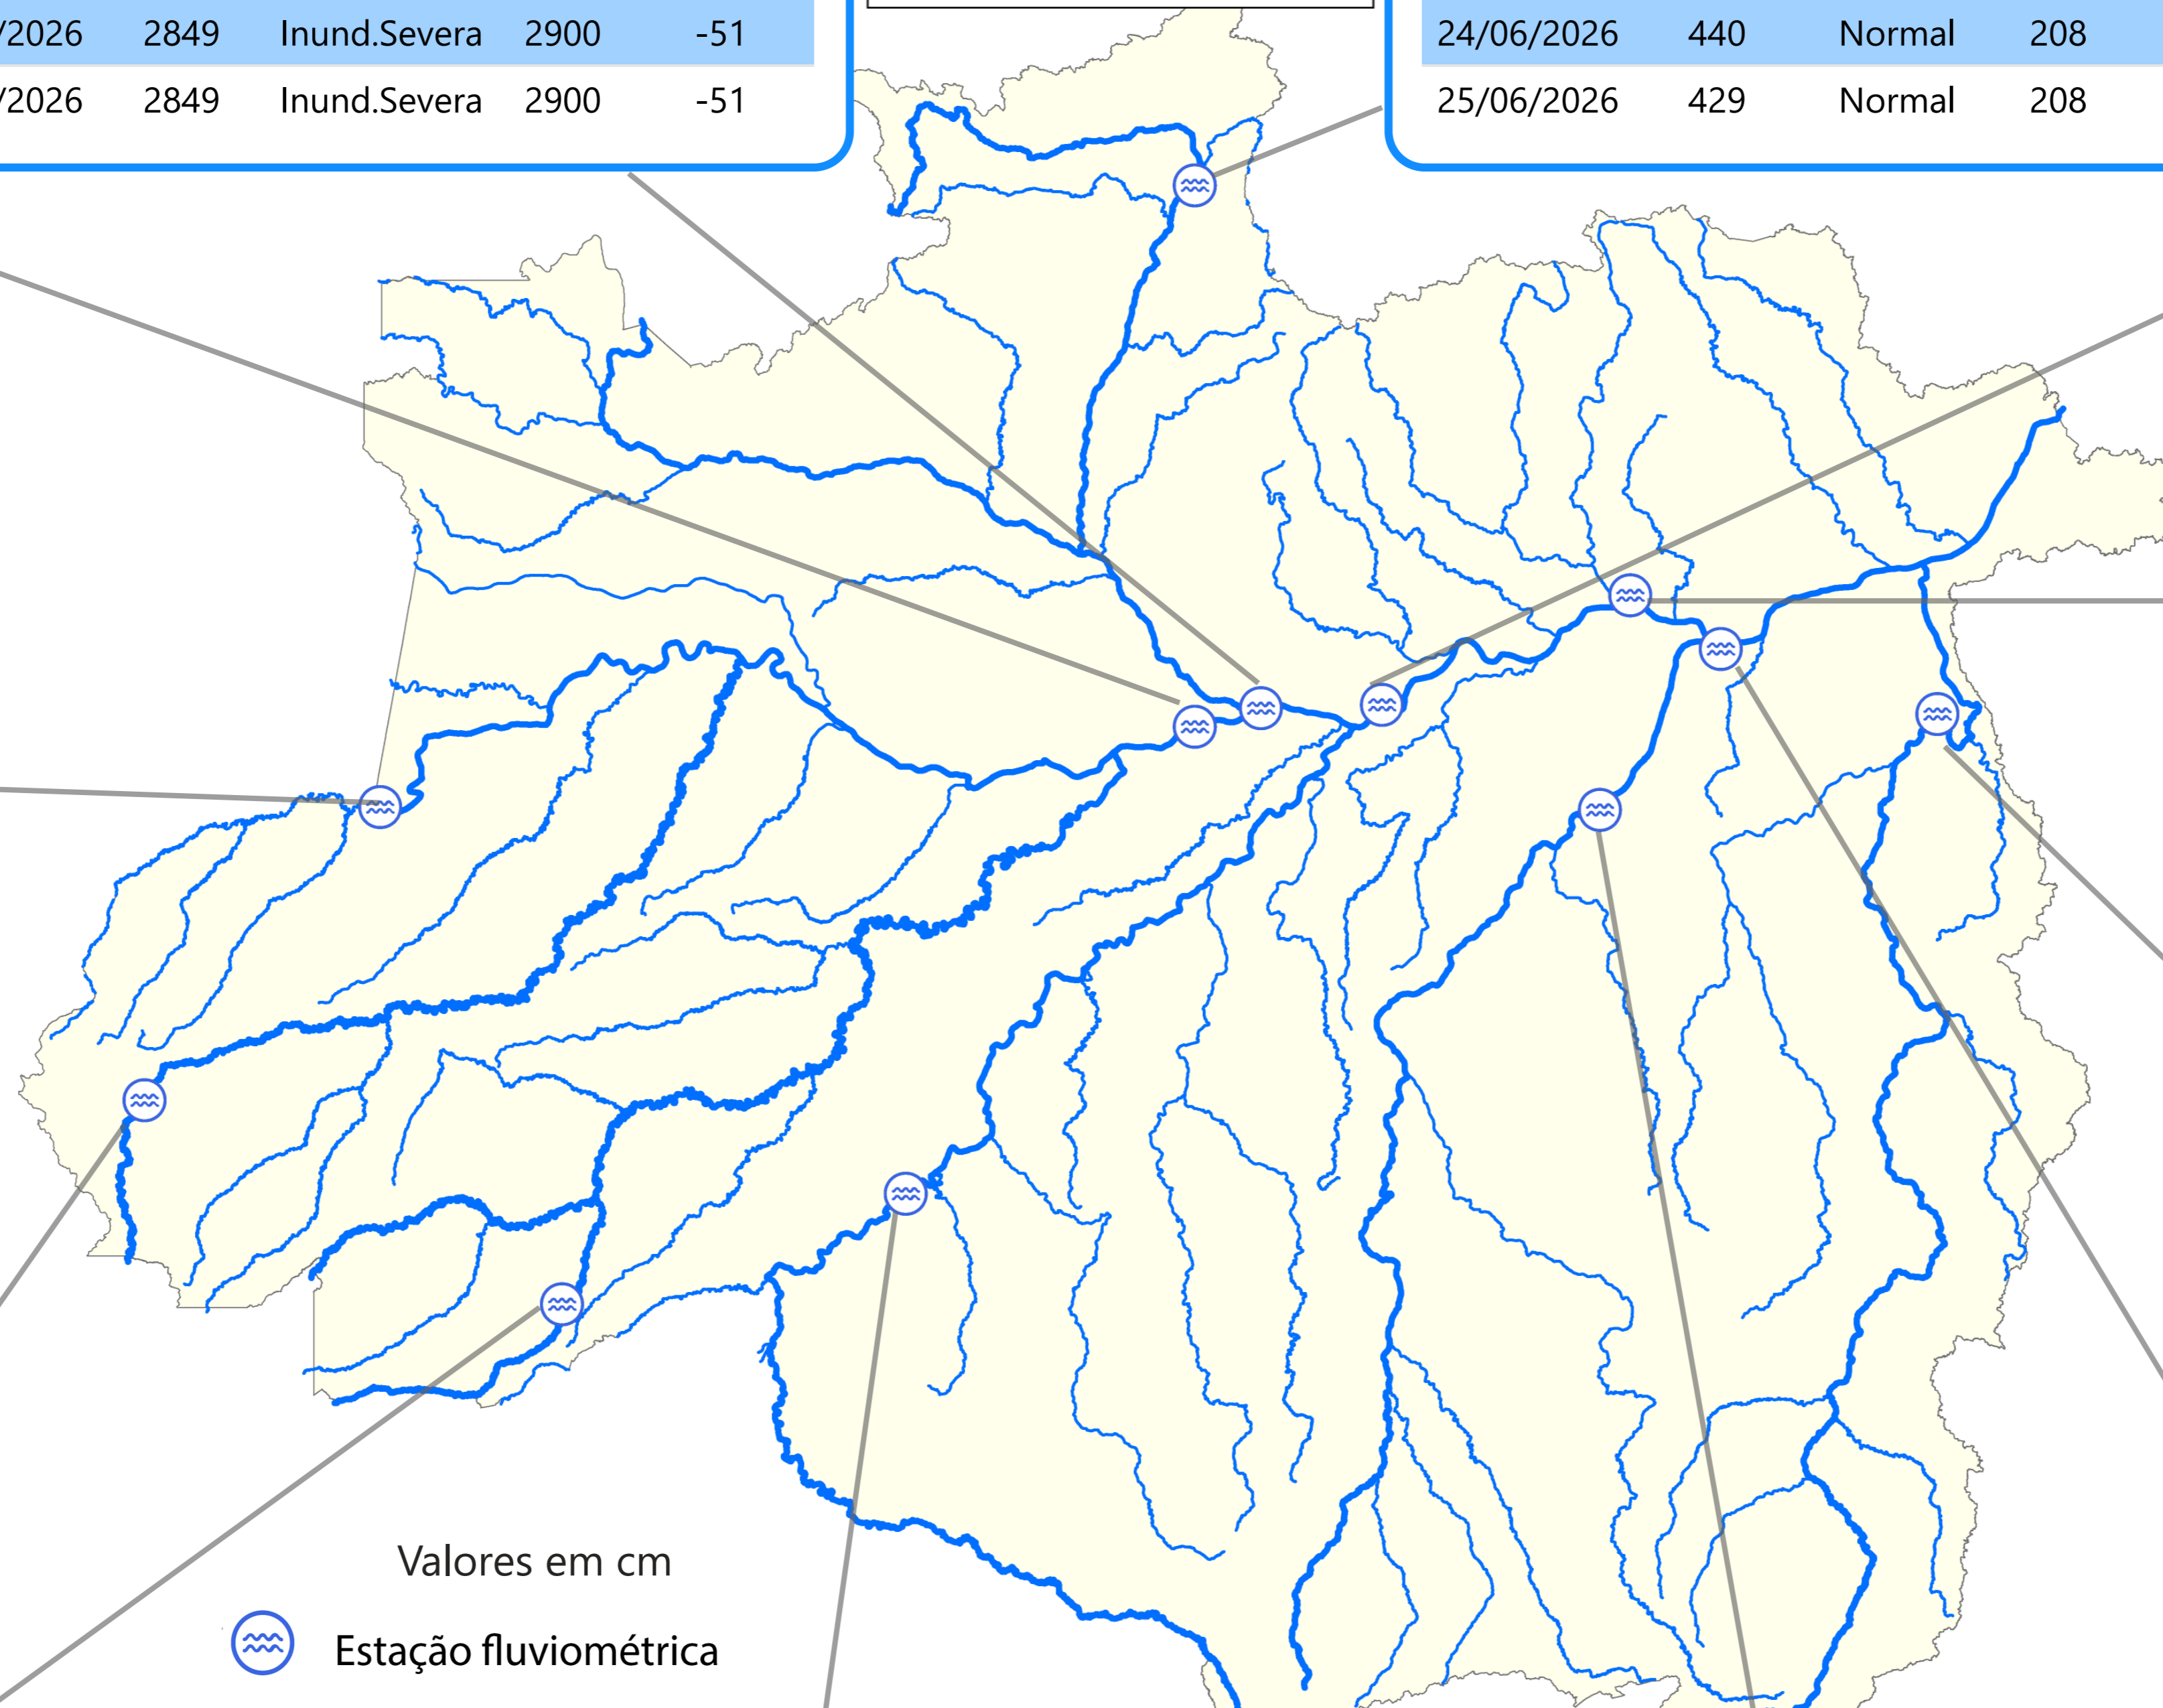 /2026 2849 Inund.Severa 2900 -51
/2026 2849 Inund.Severa 2900 -51
24/06/2026 440 Normal 208
25/06/2026 429 Normal 208
Valores em cm
Estação fluviométrica